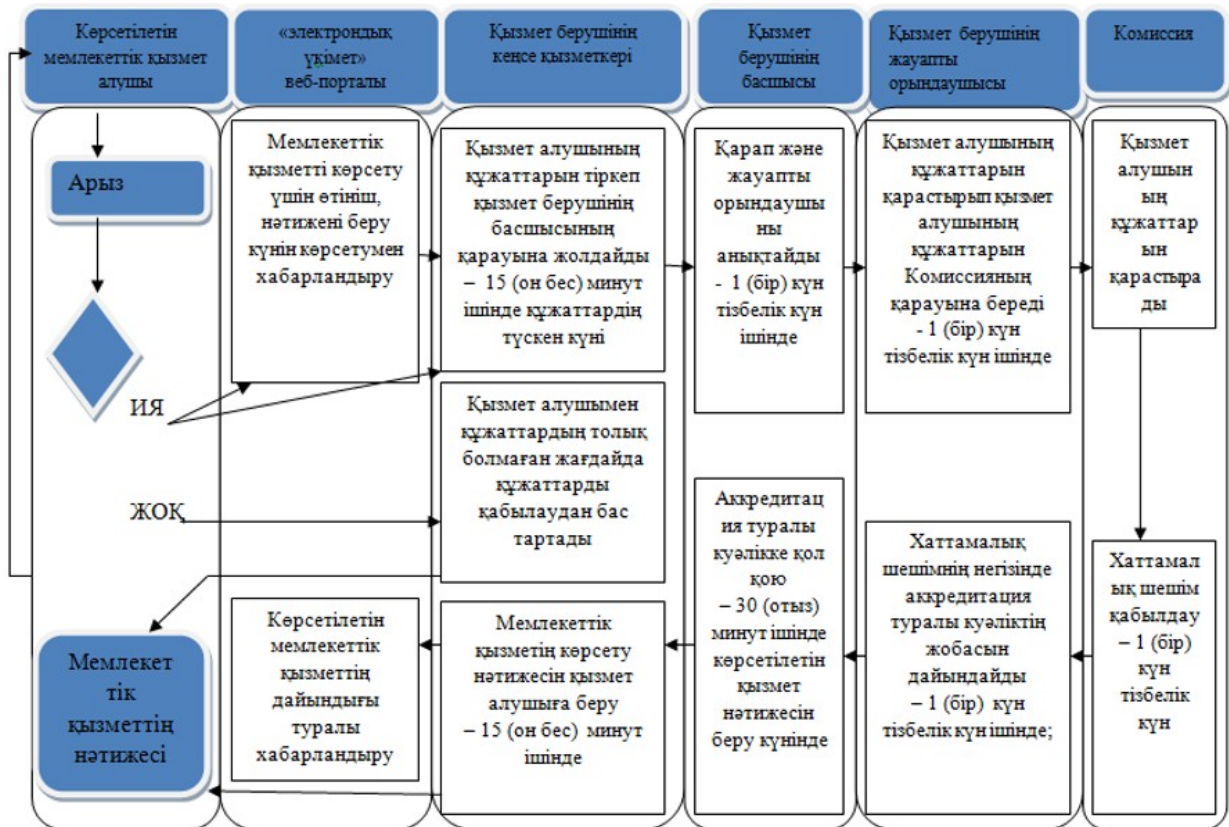 Көрсетілетін
мемлекеттік қызмет
алушы
«электрондық
үкімет»
веб-порталы
Қызмет берушінің
кеңсе қызметкері
Қызмет
берушінің
басшысы
Қызмет берушінің
жауапты
орындаушысы
Комиссия
Арыз
ИЯ
ЖОҚ
Мемлекет
тік
қызметтің
нәтижесі
Мемлекеттік
қызметті көрсету
үшін өтініш,
нәтижені беру
күнін көрсетумен
хабарландыру
Қызмет алушының
құжаттарын тіркеп
қызмет берушінің
басшысының
қарауына жолдайды
– 15 (он бес) минут
ішінде құжаттардің
түскен күні
Қарап және
жауапты
орындаушы
ны
анықтайды
- 1 (бір) күн
тізбелік күн
ішінде
Қызмет алушының
құжаттарын
қарастырып қызмет
алушының
құжаттарын
Комиссияның
қарауына береді
- 1 (бір) күн
тізбелік күн ішінде
Қызмет
алушын
ың
құжаттар
ын
қарастыра
ды
Қызмет алушымен
құжаттардың толық
болмаған жағдайда
құжаттарды
қабылаудан бас
тартады
Хаттамал
ық шешім
қабылдау
– 1 (бір)
күн
тізбелік
күн
Хаттамалық
шешімнің негізінде
аккредитация
туралы куәліктің
жобасын
дайындайды
– 1 (бір) күн
тізбелік күн ішінде;
Аккредитац
ия туралы
куәлікке қол
қою
– 30 (отыз)
минут ішінде
көрсетілетін
қызмет
нәтижесін
беру күнінде
Мемлекеттік
қызметің көрсету
нәтижесін қызмет
алушыға беру
– 15 (он бес) минут
ішінде
Көрсетілетін
мемлекеттік
қызметтің
дайындығы
туралы
хабарландыру